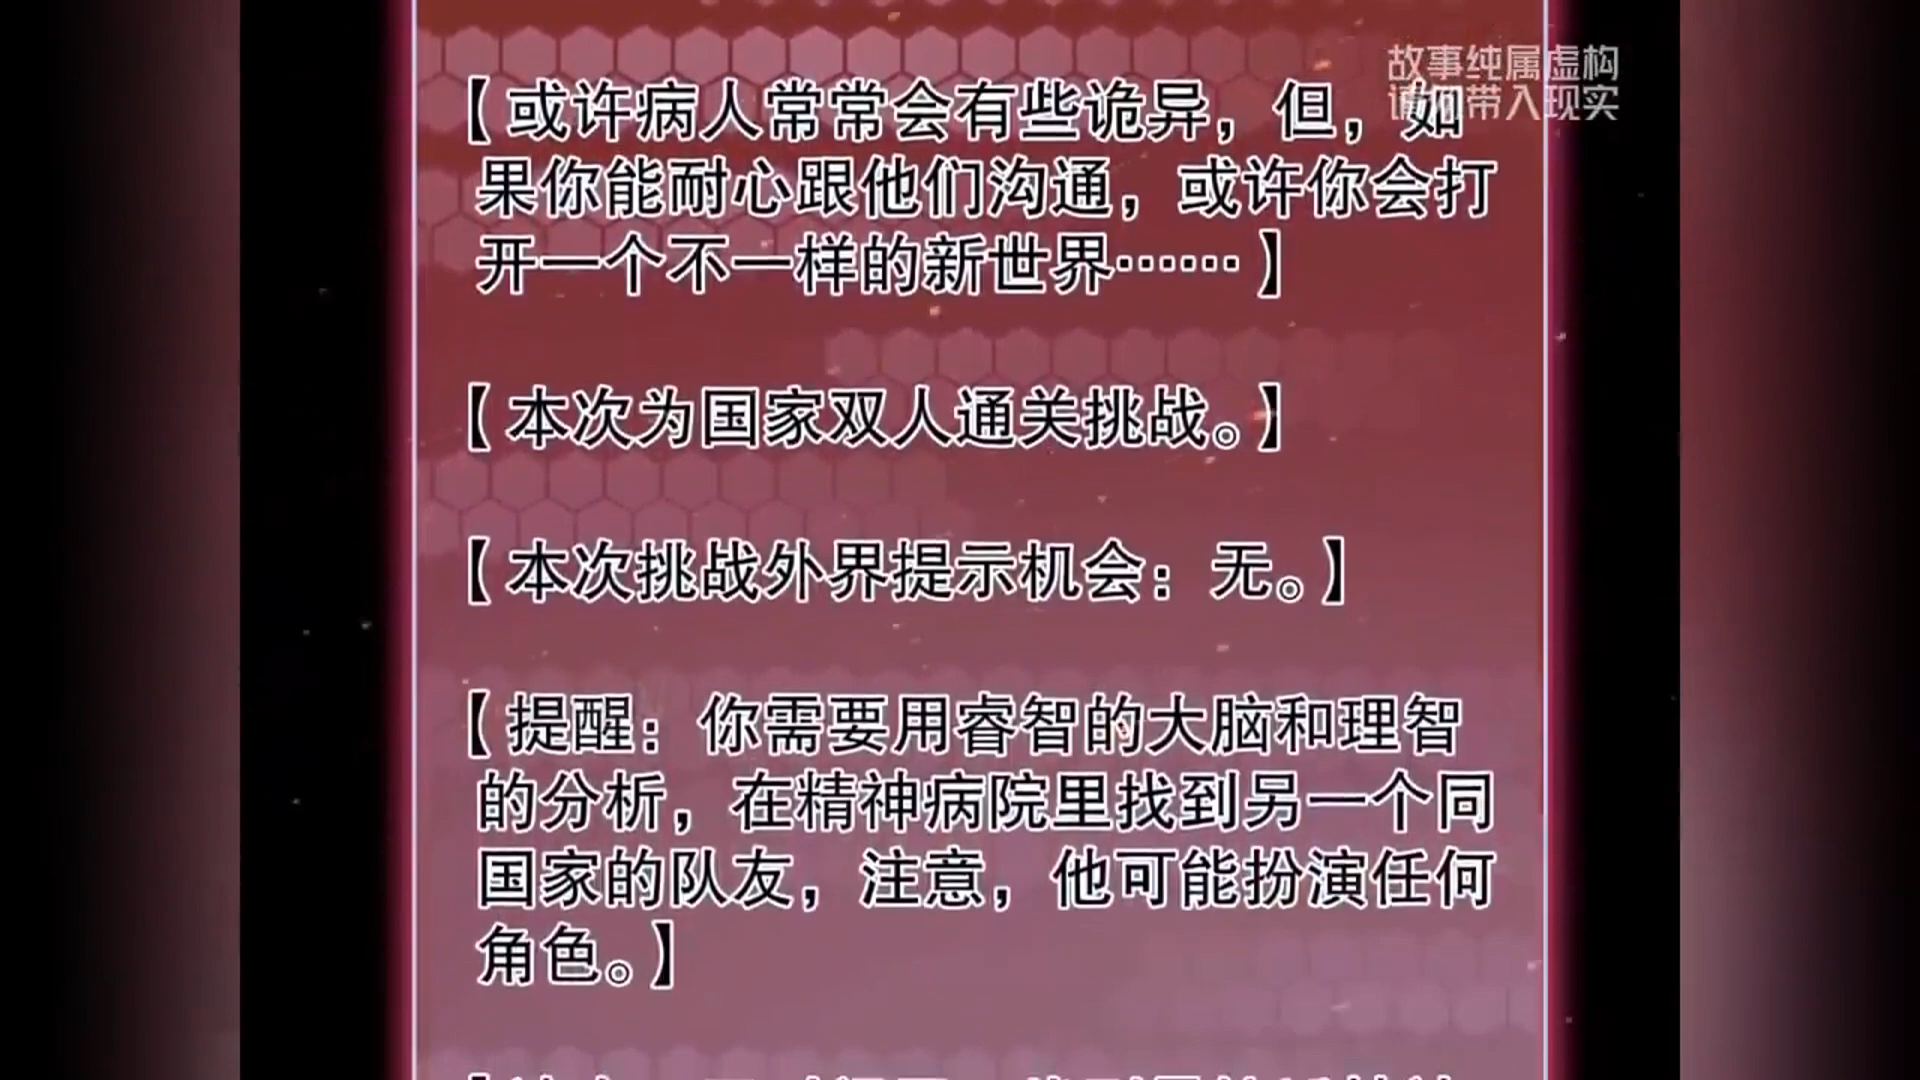 故事纯属虚构
请勿带入现实
【或许病人常常会有些诡异，但，如
果你能耐心跟他们沟通，或许你会打
开一个不一样的新世界……】
【本次为国家双人通关挑战。】
【本次挑战外界提示机会：无。】
【提醒：你需要用睿智的大脑和理智
的分析，在精神病院里找到另一个同
国家的队友，注意，他可能扮演任何
角色。】